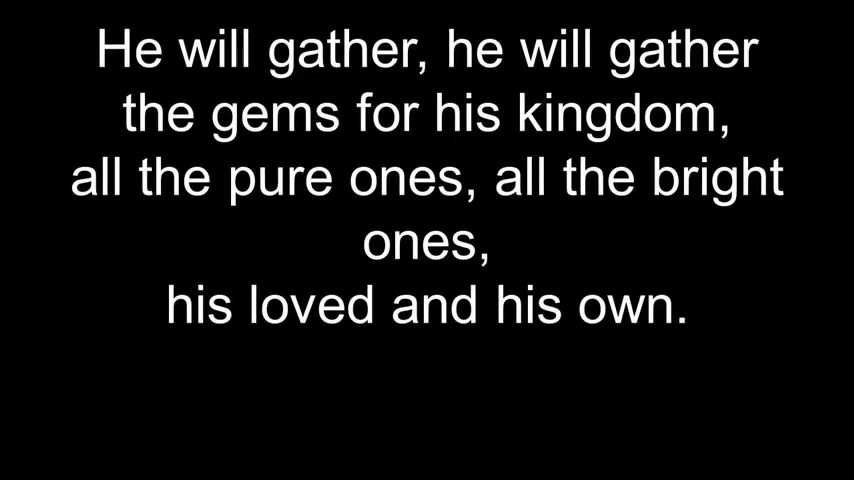 He will gather, he will gather
the gems for his kingdom,
all the pure ones, all the bright
ones,
his loved and his own.